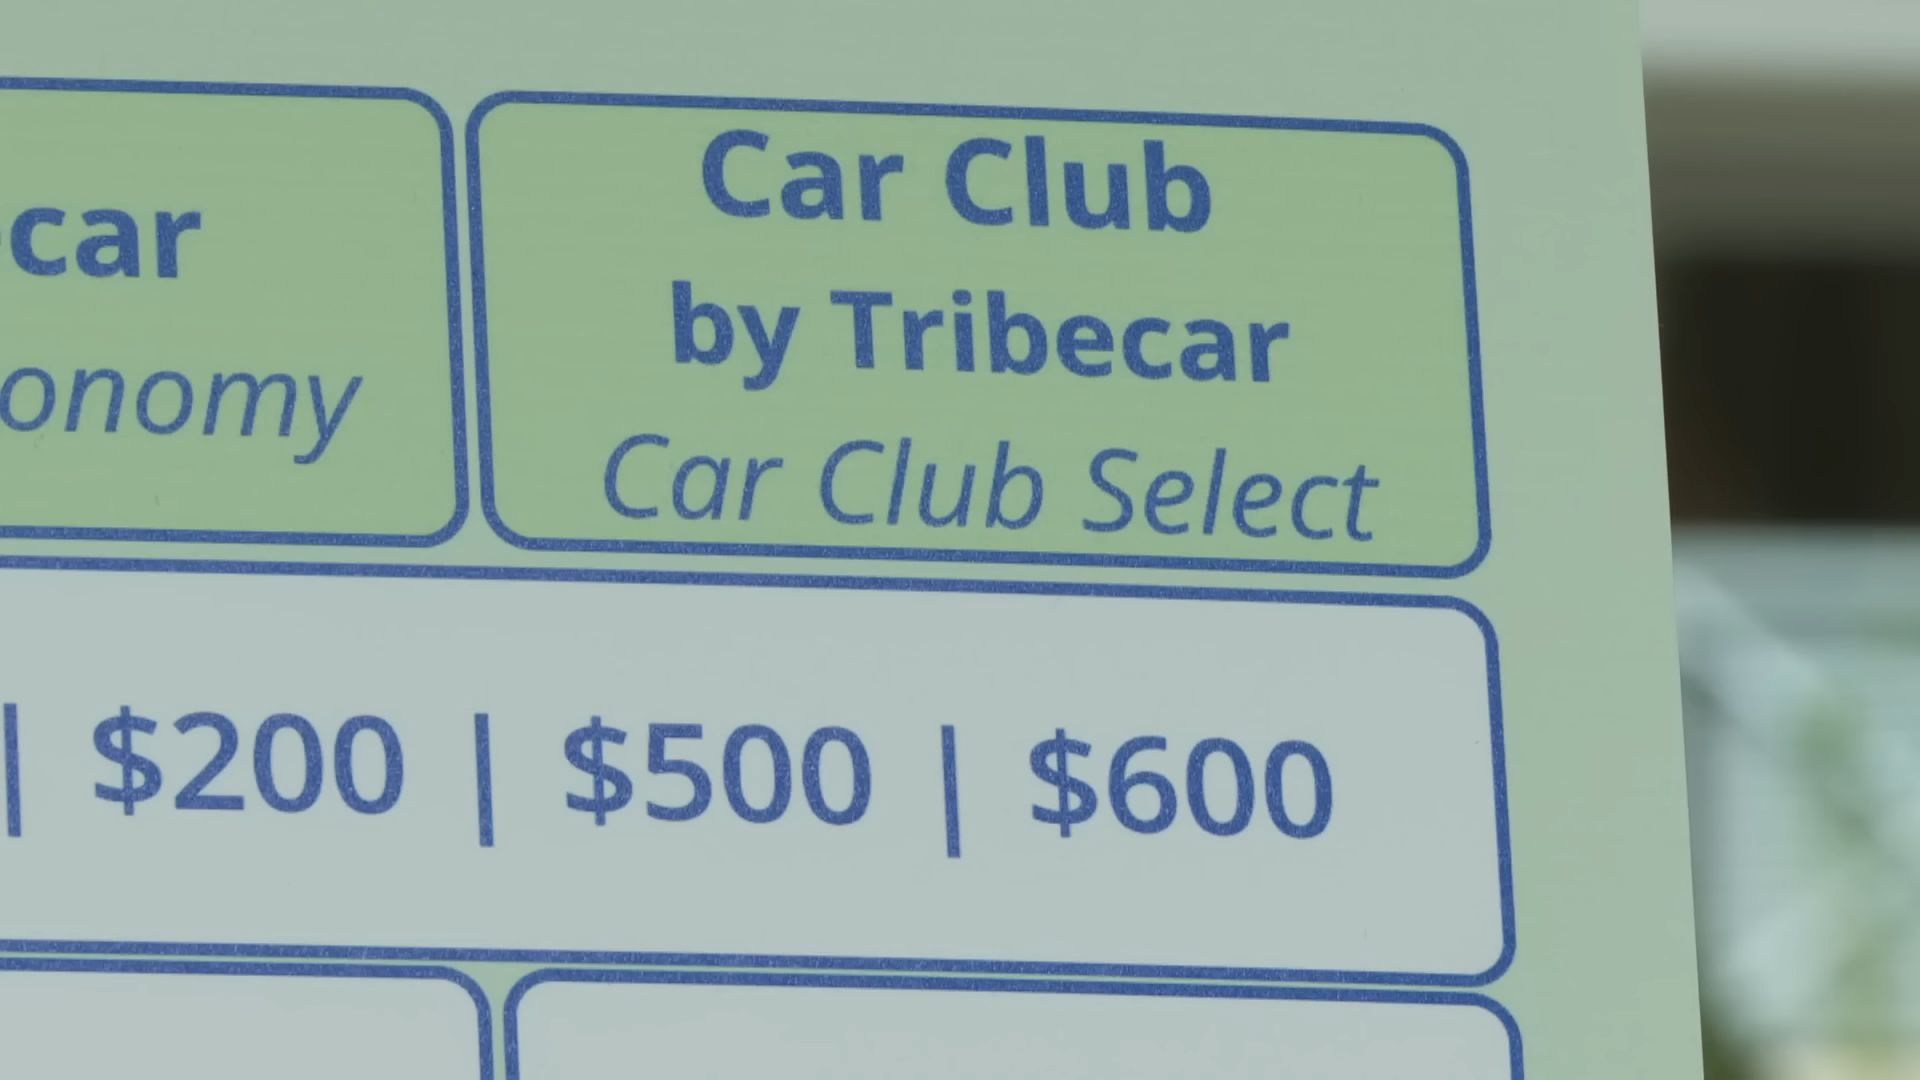 car
onomy
Car Club
by Tribecar
Car Club Select
| $200 | $500 | $600